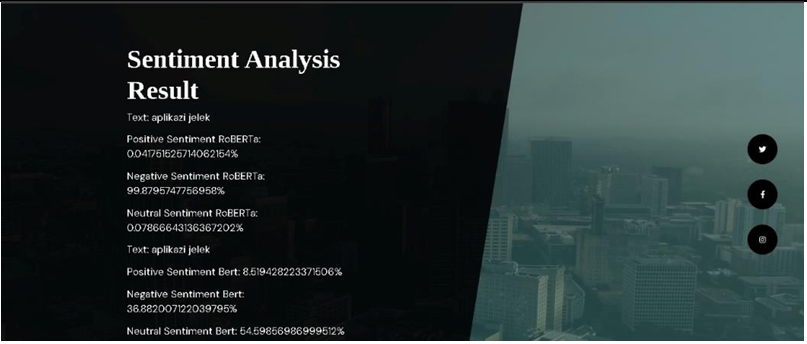 Sentiment Analysis
Result
Text: aplikazi jelek
Positive Sentiment RoBERTa:
0.041751525714062154%
Negative Sentiment RoBERTa:
99.8795747756958%
Neutral Sentiment RoBERTa:
0.07866643136367202%
Text: aplikazi jelek
Positive Sentiment Bert: 8.519428223371506%
Negative Sentiment Bert:
36.882007122039795%
Neutral Sentiment Bert: 54.59856986999512%